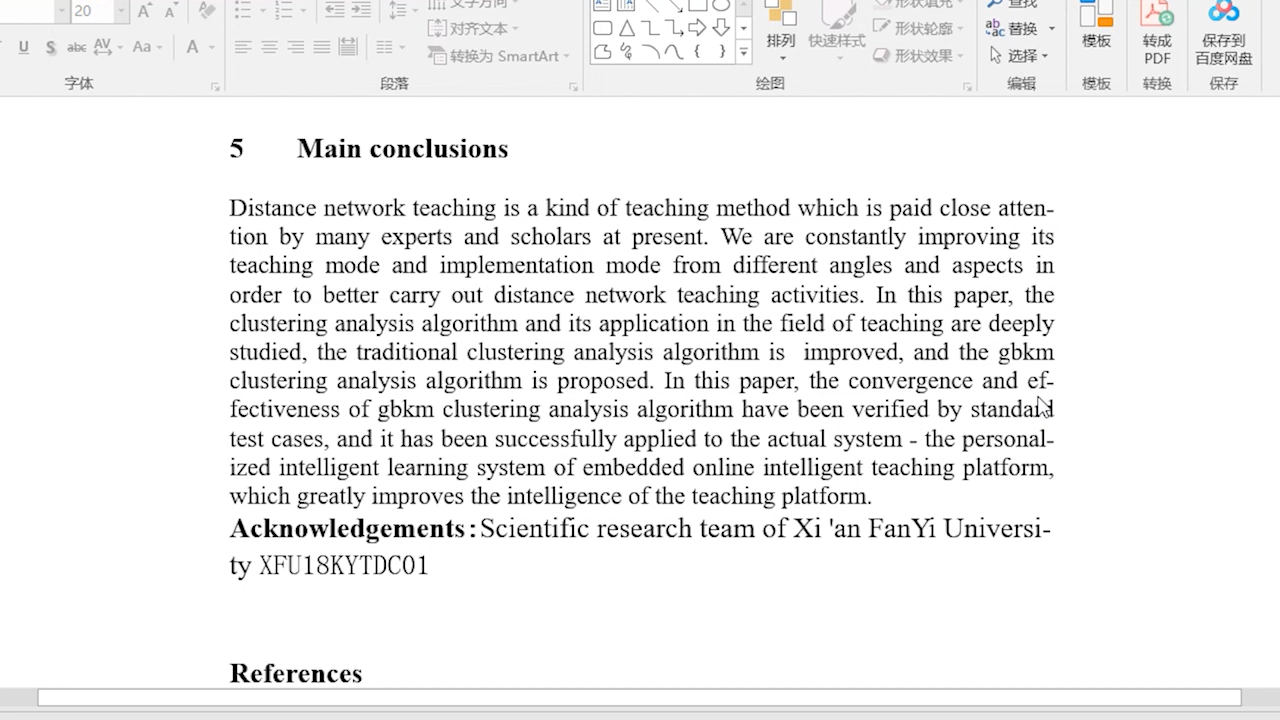 文字方向
形状填充
查找
20
对齐文本
排列
快速样式
形状轮廓
替换
模板
转成
PDF
保存到
百度网盘
U S abc AV Aa A
转换为 SmartArt
形状效果
选择
字体
段落
绘图
编辑
模板
转换
保存
5 Main conclusions
Distance network teaching is a kind of teaching method which is paid close atten-
tion by many experts and scholars at present. We are constantly improving its
teaching mode and implementation mode from different angles and aspects in
order to better carry out distance network teaching activities. In this paper, the
clustering analysis algorithm and its application in the field of teaching are deeply
studied, the traditional clustering analysis algorithm is improved, and the gbkm
clustering analysis algorithm is proposed. In this paper, the convergence and ef-
fectiveness of gbkm clustering analysis algorithm have been verified by standard
test cases, and it has been successfully applied to the actual system - the personal-
ized intelligent learning system of embedded online intelligent teaching platform,
which greatly improves the intelligence of the teaching platform.
Acknowledgements:Scientific research team of Xi 'an FanYi Universi-
ty XFU18KYTDC01
References